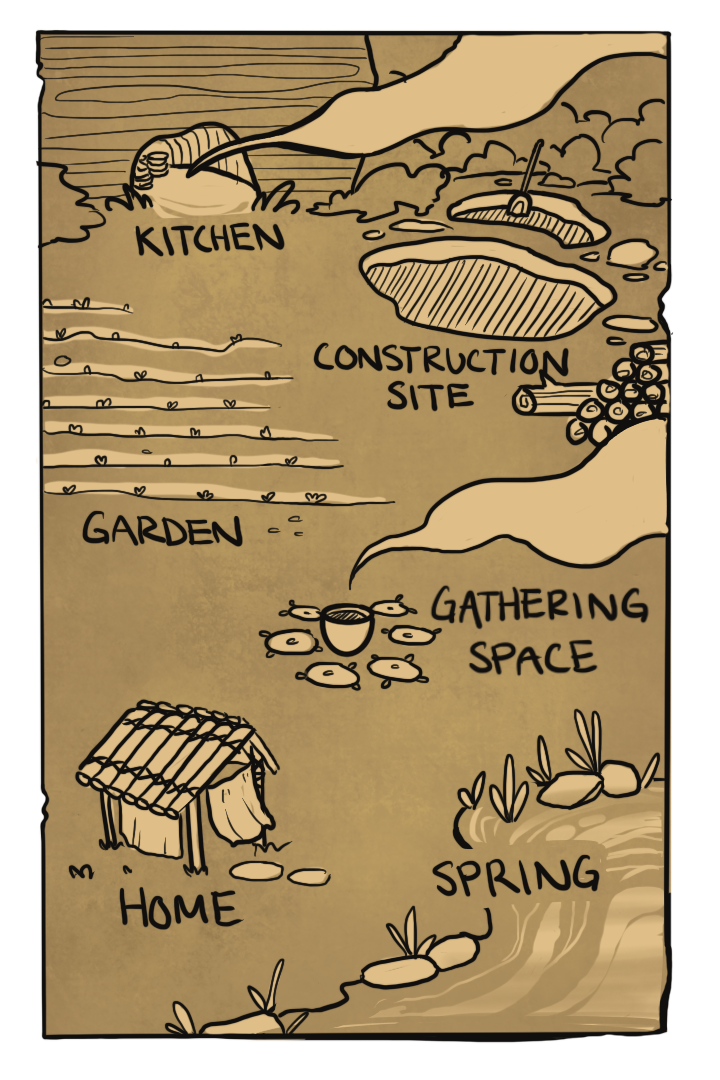 KITCHEN
CONSTRUCTION
SITE
GARDEN
GATHERING
SPACE
HOME
SPRING